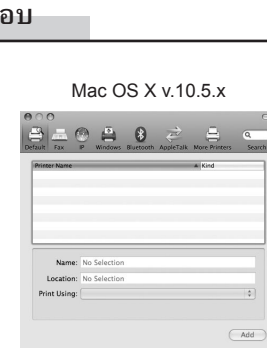 อบ
Mac OS X v.10.5.x
Default Fax IP Windows Bluetooth AppleTalk More Printers Search
Printer Name Kind
Name: No Selection
Location: No Selection
Print Using:
Add